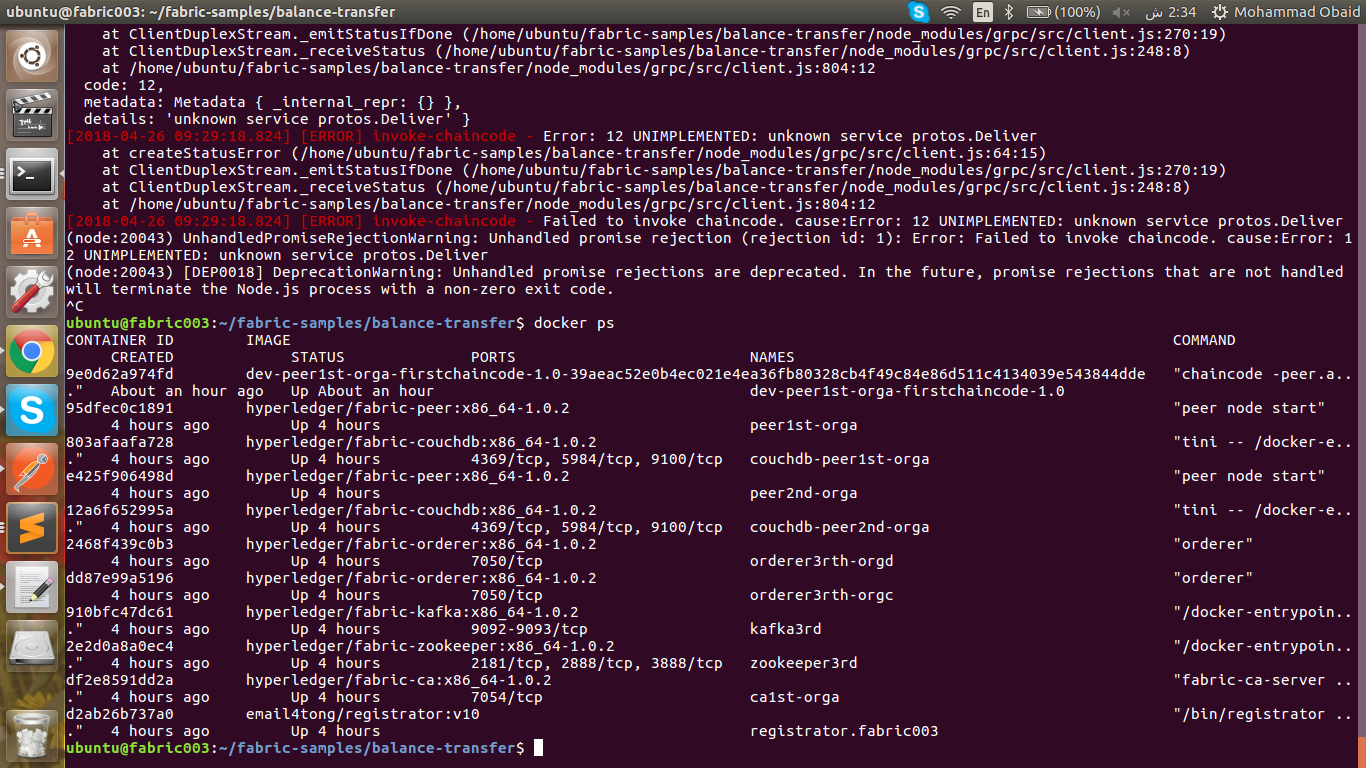 ubuntu@fabric003: ~/fabric-samples/balance-transfer En (100%) 2:34 ش Mohammad Obaid
at ClientDuplexStream._emitStatusIfDone (/home/ubuntu/fabric-samples/balance-transfer/node_modules/grpc/src/client.js:270:19)
at ClientDuplexStream._receiveStatus (/home/ubuntu/fabric-samples/balance-transfer/node_modules/grpc/src/client.js:248:8)
at /home/ubuntu/fabric-samples/balance-transfer/node_modules/grpc/src/client.js:804:12
code: 12,
metadata: Metadata { _internal_repr: {} },
details: 'unknown service protos.Deliver' }
[2018-04-26 09:29:18.824] [ERROR] invoke-chaincode - Error: 12 UNIMPLEMENTED: unknown service protos.Deliver
at createStatusError (/home/ubuntu/fabric-samples/balance-transfer/node_modules/grpc/src/client.js:64:15)
at ClientDuplexStream._emitStatusIfDone (/home/ubuntu/fabric-samples/balance-transfer/node_modules/grpc/src/client.js:270:19)
at ClientDuplexStream._receiveStatus (/home/ubuntu/fabric-samples/balance-transfer/node_modules/grpc/src/client.js:248:8)
at /home/ubuntu/fabric-samples/balance-transfer/node_modules/grpc/src/client.js:804:12
[2018-04-26 09:29:18.824] [ERROR] invoke-chaincode - Failed to invoke chaincode. cause:Error: 12 UNIMPLEMENTED: unknown service protos.Deliver
(node:20043) UnhandledPromiseRejectionWarning: Unhandled promise rejection (rejection id: 1): Error: Failed to invoke chaincode. cause:Error: 1
2 UNIMPLEMENTED: unknown service protos.Deliver
(node:20043) [DEP0018] DeprecationWarning: Unhandled promise rejections are deprecated. In the future, promise rejections that are not handled
will terminate the Node.js process with a non-zero exit code.
^C
ubuntu@fabric003:~/fabric-samples/balance-transfer$ docker ps
CONTAINER ID IMAGE COMMAND
CREATED STATUS PORTS NAMES
9e0d62a974fd dev-peer1st-orga-firstchaincode-1.0-39aeac52e0b4ec021e4ea36fb80328cb4f49c84e86d511c4134039e543844dde "chaincode -peer.a..
." About an hour ago Up About an hour dev-peer1st-orga-firstchaincode-1.0
95dfec0c1891 hyperledger/fabric-peer:x86_64-1.0.2 "peer node start"
4 hours ago Up 4 hours peer1st-orga
803afaafa728 hyperledger/fabric-couchdb:x86_64-1.0.2 "tini -- /docker-e..
." 4 hours ago Up 4 hours 4369/tcp, 5984/tcp, 9100/tcp couchdb-peer1st-orga
e425f906498d hyperledger/fabric-peer:x86_64-1.0.2 "peer node start"
4 hours ago Up 4 hours peer2nd-orga
12a6f652995a hyperledger/fabric-couchdb:x86_64-1.0.2 "tini -- /docker-e..
." 4 hours ago Up 4 hours 4369/tcp, 5984/tcp, 9100/tcp couchdb-peer2nd-orga
2468f439c0b3 hyperledger/fabric-orderer:x86_64-1.0.2 "orderer"
4 hours ago Up 4 hours 7050/tcp orderer3rth-orgd
dd87e99a5196 hyperledger/fabric-orderer:x86_64-1.0.2 "orderer"
4 hours ago Up 4 hours 7050/tcp orderer3rth-orgc
910bfc47dc61 hyperledger/fabric-kafka:x86_64-1.0.2 "/docker-entrypoin..
." 4 hours ago Up 4 hours 9092-9093/tcp kafka3rd
2e2d0a8a0ec4 hyperledger/fabric-zookeeper:x86_64-1.0.2 "/docker-entrypoin..
." 4 hours ago Up 4 hours 2181/tcp, 2888/tcp, 3888/tcp zookeeper3rd
df2e8591dd2a hyperledger/fabric-ca:x86_64-1.0.2 "fabric-ca-server ..
." 4 hours ago Up 4 hours 7054/tcp ca1st-orga
d2ab26b737a0 email4tong/registrator:v10 "/bin/registrator ..
." 4 hours ago Up 4 hours registrator.fabric003
ubuntu@fabric003:~/fabric-samples/balance-transfer$